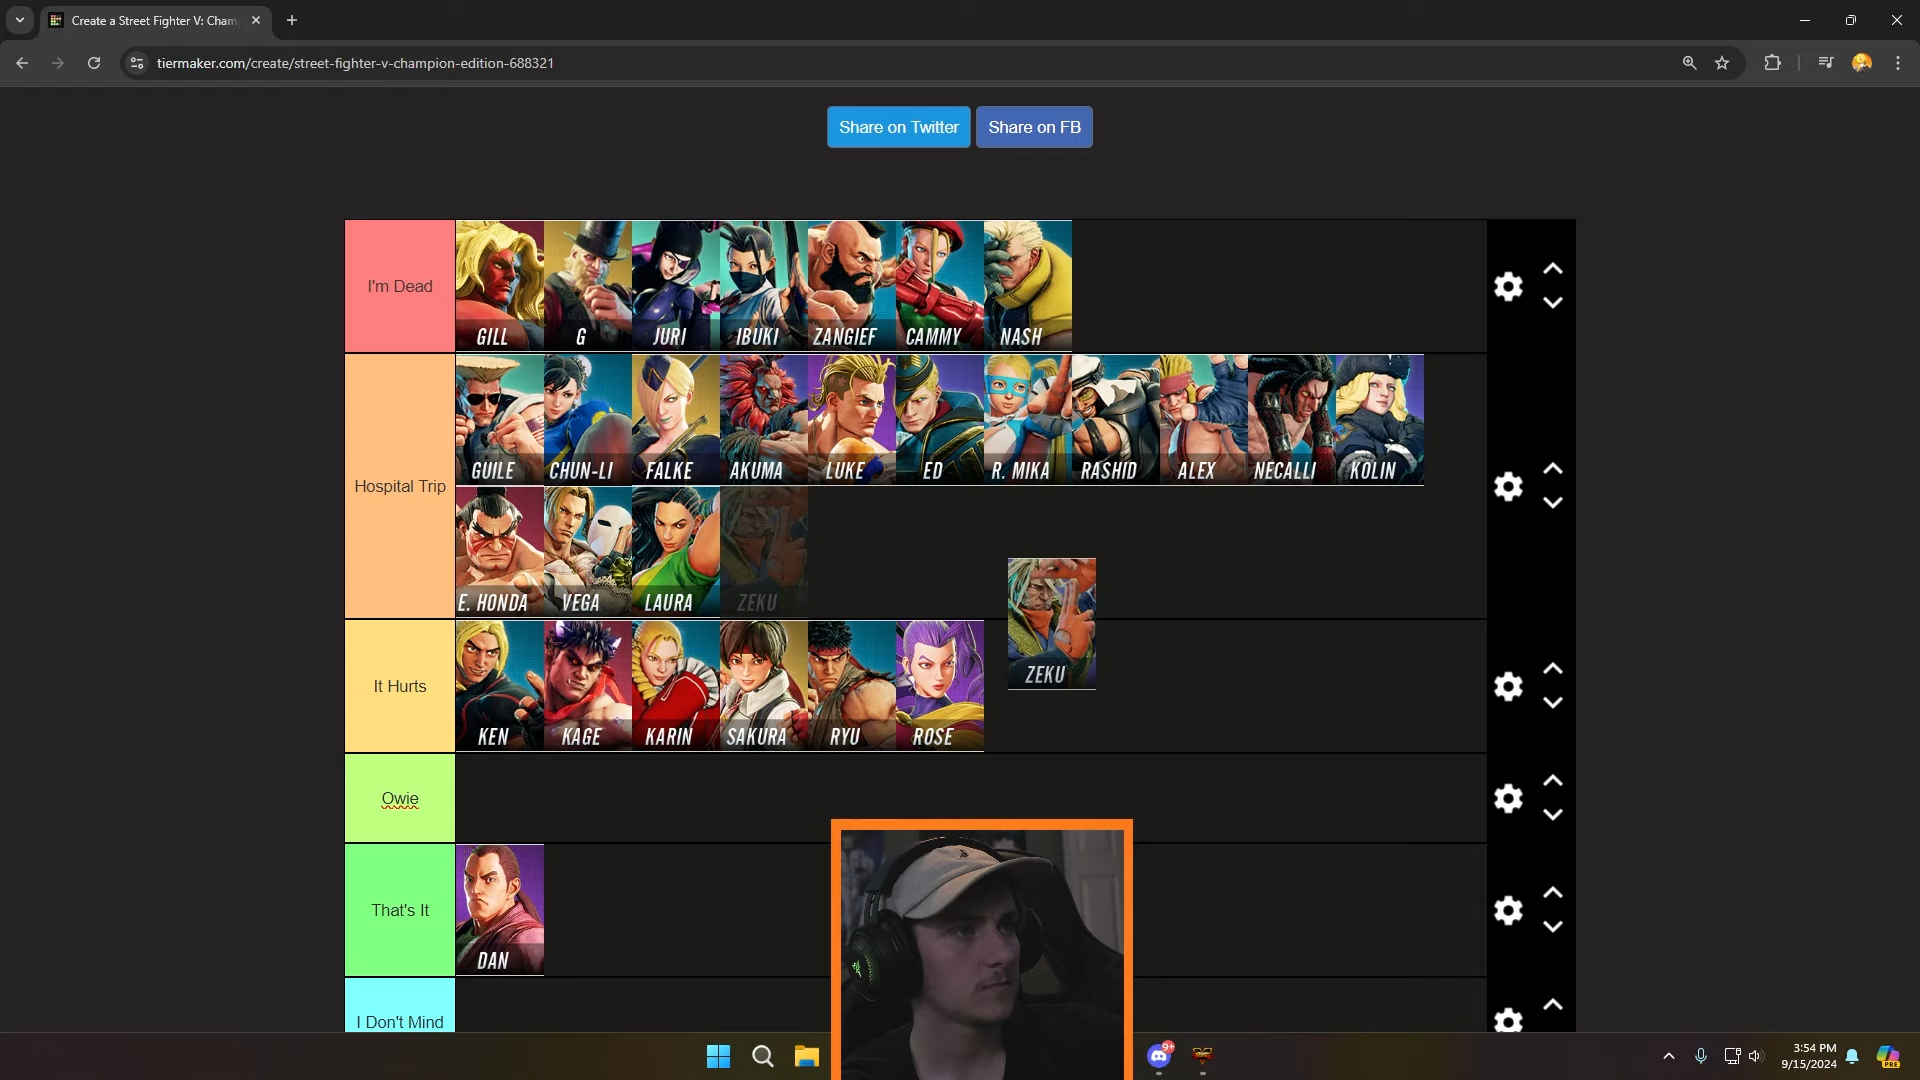 Create a Street Fighter V: Cham
tiermaker.com/create/street-fighter-v-champion-edition-688321
Share on Twitter
Share on FB
I'm Dead
GILL
G
JURI
IBUKI
ZANGIEF
CAMMY
NASH
Hospital Trip
GUILE
CHUN-LI
FALKE
AKUMA
LUKE
ED
R. MIKA
RASHID
ALEX
NECALLI
KOLIN
E. HONDA
VEGA
LAURA
ZEKU
ZEKU
It Hurts
KEN
KAGE
KARIN
SAKURA
RYU
ROSE
Owie
That's It
DAN
I Don't Mind
9+
3:54 PM
9/15/2024
PRE